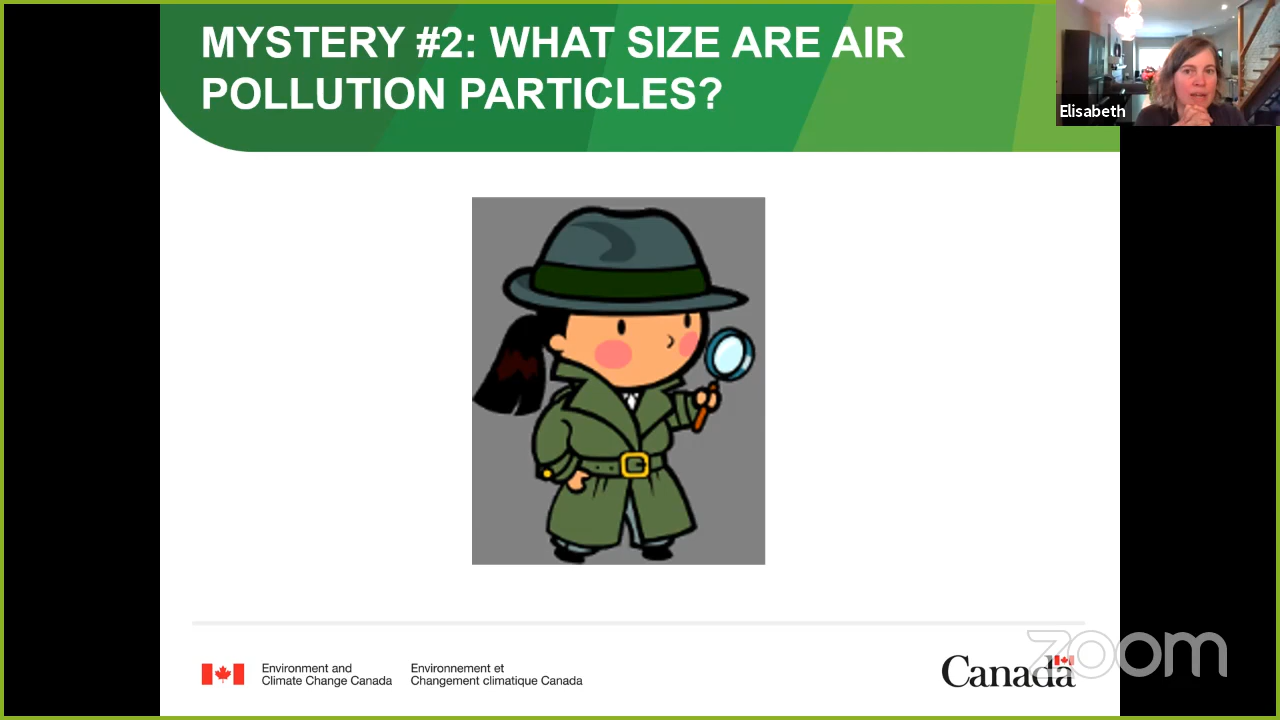 MYSTERY #2: WHAT SIZE ARE AIR
POLLUTION PARTICLES?
Elisabeth
Environment and
Climate Change Canada
Environnement et
Changement climatique Canada
Canada
zoom